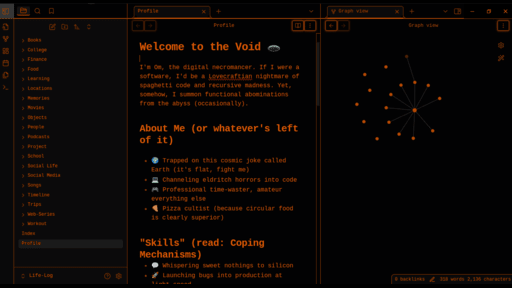 Profile
Graph view
Profile
Graph view
Books
College
Finance
Food
Learning
Locations
Memories
Movies
Objects
People
Podcasts
Project
School
Social Life
Social Media
Songs
Timeline
Trips
Web-Series
Workout
Index
Profile
Life-Log
Welcome to the Void 🕳️
I'm Om, the digital necromancer. If I were a
software, I'd be a Lovecraftian nightmare of
spaghetti code and recursive madness. Yet,
somehow, I summon functional abominations
from the abyss (occasionally).
About Me (or whatever's left
of it)
• 🌍 Trapped on this cosmic joke called
Earth (it's flat, fight me)
• 💻 Channeling eldritch horrors into code
• 🎮 Professional time-waster, amateur
everything else
• 🍕 Pizza cultist (because circular food
is clearly superior)
"Skills" (read: Coping
Mechanisms)
• 💬 Whispering sweet nothings to silicon
• 🚀 Launching bugs into production at
0 backlinks
318 words 3,136 characters